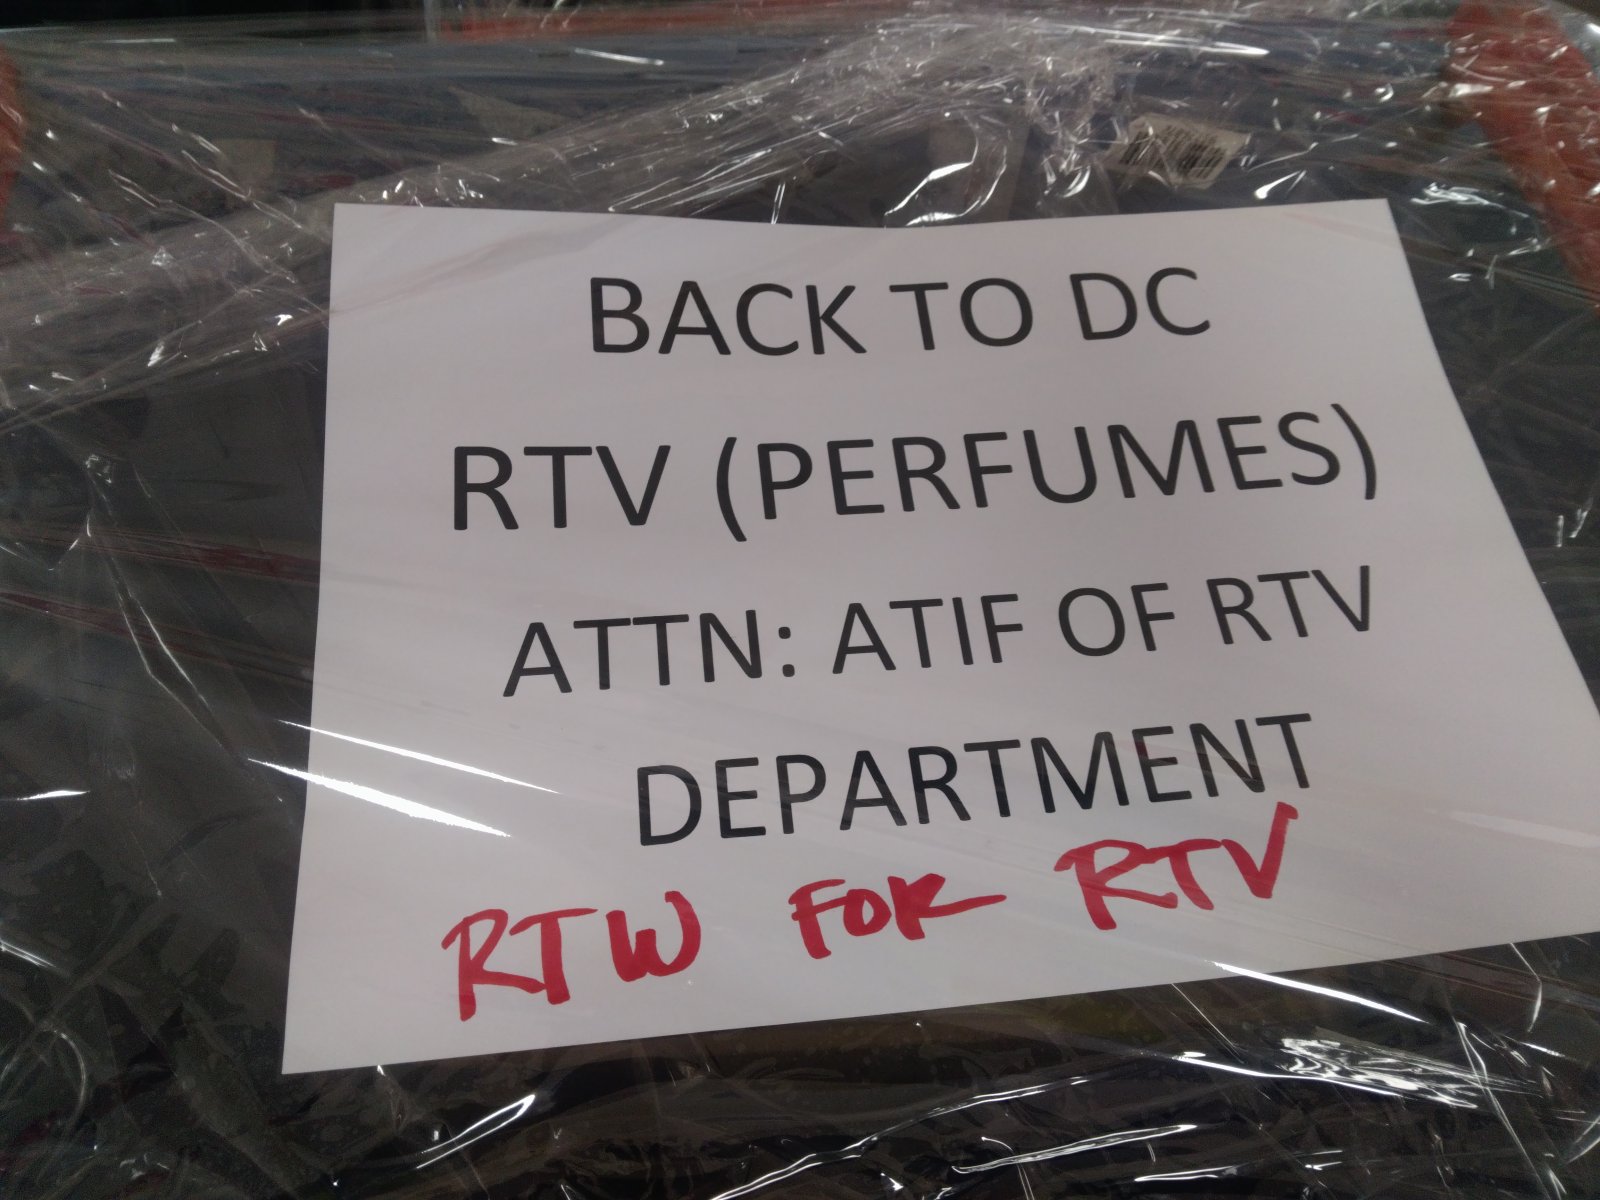 BACK TO DC
RTV (PERFUMES)
ATTN: ATIF OF RTV
DEPARTMENT
RTW FOR RTV